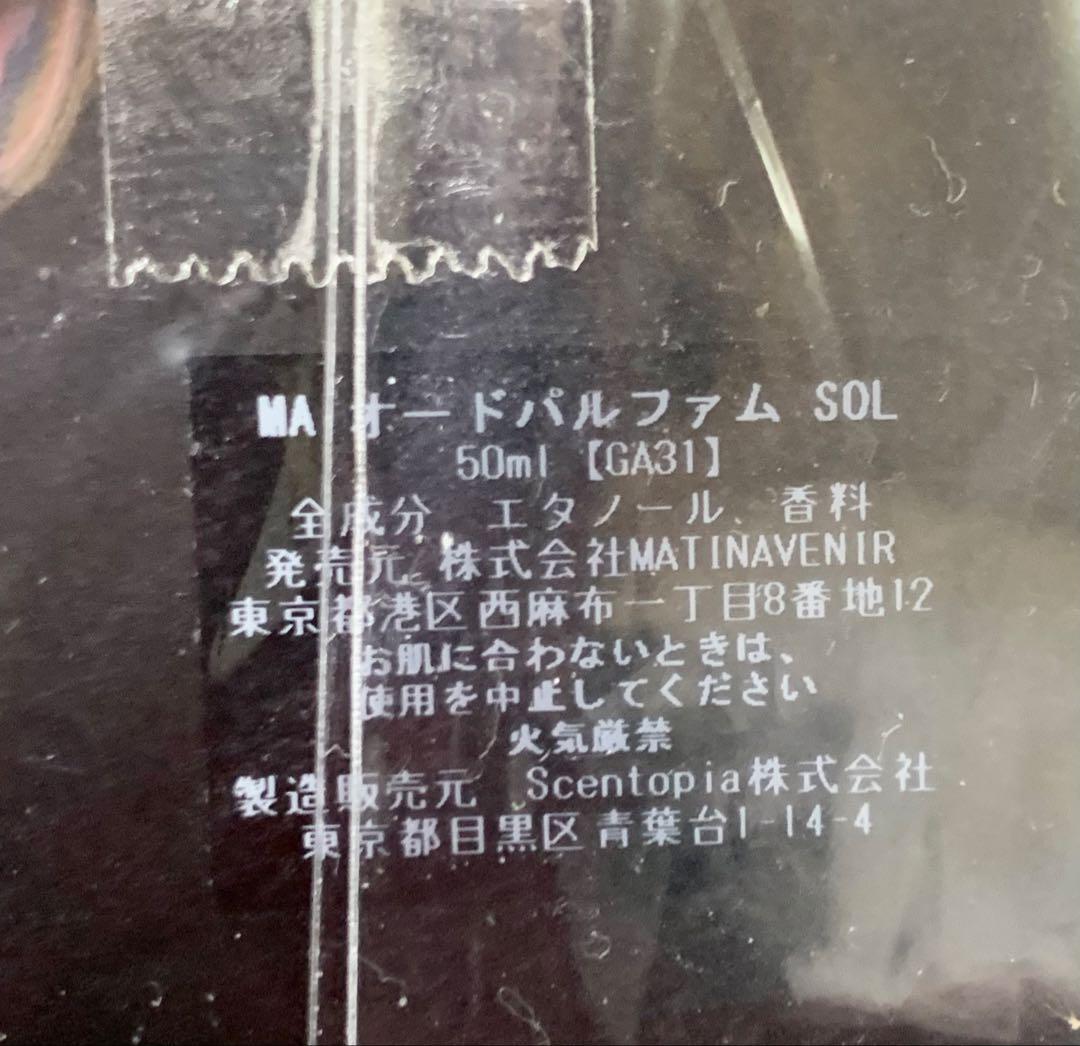 MA オードパルファム SOL
50ml 【GA31】
全成分 エタノール、香料
発売元 株式会社MATINAVENIR
東京都港区西麻布一丁目8番地12
お肌に合わないときは、
使用を中止してください
火気厳禁
製造販売元 Scentopia株式会社
東京都目黒区青葉台1-14-4